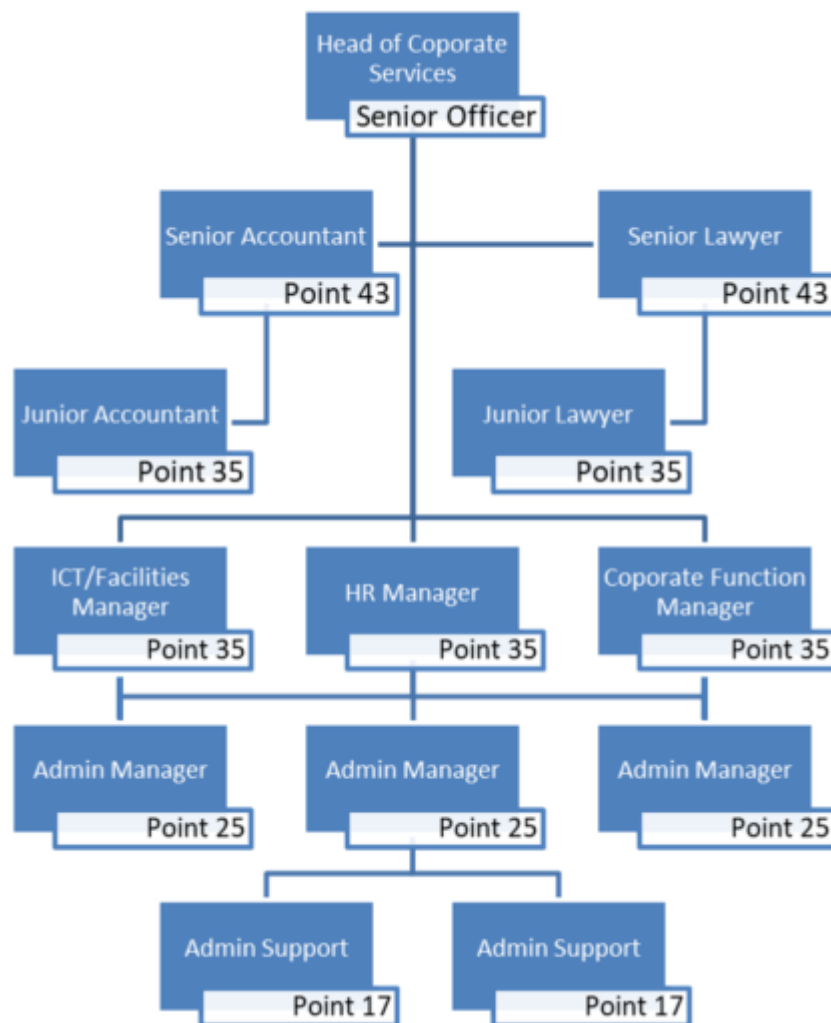 Head of Coporate
Services
Senior Officer
Senior Accountant
Point 43
Senior Lawyer
Point 43
Junior Accountant
Point 35
Junior Lawyer
Point 35
ICT/Facilities
Manager
Point 35
HR Manager
Point 35
Coporate Function
Manager
Point 35
Admin Manager
Point 25
Admin Manager
Point 25
Admin Manager
Point 25
Admin Support
Point 17
Admin Support
Point 17